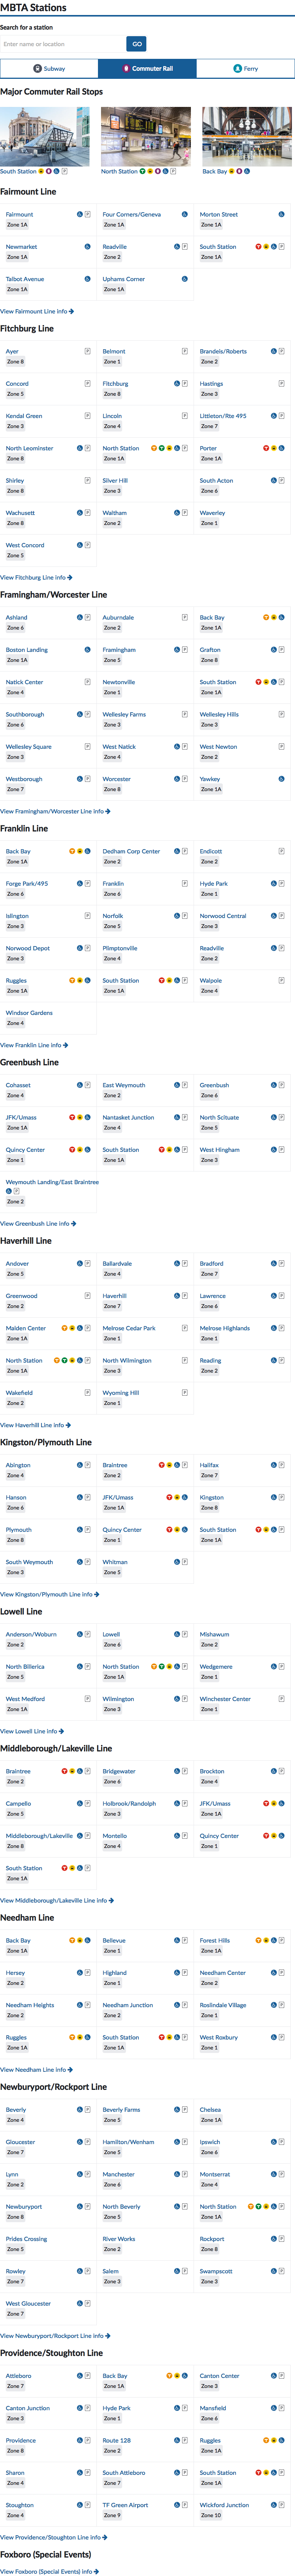 MBTA Stations
Search for a station
Enter name or location
GO
Subway
Commuter Rail
Ferry
Major Commuter Rail Stops
South Station
North Station
Back Bay
Fairmount Line
Fairmount Four Corners/Geneva Morton Street
Zone 1A Zone 1A Zone 1A
Newmarket Readville South Station
Zone 1A Zone 2 Zone 1A
Talbot Avenue Uphams Corner
Zone 1A Zone 1A
View Fairmount Line info
Fitchburg Line
Ayer Belmont Brandeis/Roberts
Zone 8 Zone 1 Zone 2
Concord Fitchburg Hastings
Zone 5 Zone 8 Zone 3
Kendal Green Lincoln Littleton/Rte 495
Zone 3 Zone 4 Zone 7
North Leominster North Station Porter
Zone 8 Zone 1A Zone 1A
Shirley Silver Hill South Acton
Zone 8 Zone 3 Zone 6
Wachusett Waltham Waverley
Zone 8 Zone 2 Zone 1
West Concord
Zone 5
View Fitchburg Line info
Framingham/Worcester Line
Ashland Auburndale Back Bay
Zone 6 Zone 2 Zone 1A
Boston Landing Framingham Grafton
Zone 1A Zone 5 Zone 8
Natick Center Newtonville South Station
Zone 4 Zone 1 Zone 1A
Southborough Wellesley Farms Wellesley Hills
Zone 6 Zone 3 Zone 3
Wellesley Square West Natick West Newton
Zone 3 Zone 4 Zone 2
Westborough Worcester Yawkey
Zone 7 Zone 8 Zone 1A
View Framingham/Worcester Line info
Franklin Line
Back Bay Dedham Corp Center Endicott
Zone 1A Zone 2 Zone 2
Forge Park/495 Franklin Hyde Park
Zone 6 Zone 6 Zone 1
Islington Norfolk Norwood Central
Zone 3 Zone 5 Zone 3
Norwood Depot Plimptonville Readville
Zone 3 Zone 4 Zone 2
Ruggles South Station Walpole
Zone 1A Zone 1A Zone 4
Windsor Gardens
Zone 4
View Franklin Line info
Greenbush Line
Cohasset East Weymouth Greenbush
Zone 4 Zone 2 Zone 6
JFK/Umass Nantasket Junction North Scituate
Zone 1A Zone 4 Zone 5
Quincy Center South Station West Hingham
Zone 1 Zone 1A Zone 3
Weymouth Landing/East Braintree
Zone 2
View Greenbush Line info
Haverhill Line
Andover Ballardvale Bradford
Zone 5 Zone 4 Zone 7
Greenwood Haverhill Lawrence
Zone 2 Zone 7 Zone 6
Malden Center Melrose Cedar Park Melrose Highlands
Zone 1A Zone 1 Zone 1
North Station North Wilmington Reading
Zone 1A Zone 3 Zone 2
Wakefield Wyoming Hill
Zone 2 Zone 1
View Haverhill Line info
Kingston/Plymouth Line
Abington Braintree Halifax
Zone 4 Zone 2 Zone 7
Hanson JFK/Umass Kingston
Zone 6 Zone 1A Zone 8
Plymouth Quincy Center South Station
Zone 8 Zone 1 Zone 1A
South Weymouth Whitman
Zone 3 Zone 5
View Kingston/Plymouth Line info
Lowell Line
Anderson/Woburn Lowell Mishawum
Zone 2 Zone 6 Zone 2
North Billerica North Station Wedgemere
Zone 5 Zone 1A Zone 1
West Medford Wilmington Winchester Center
Zone 1A Zone 3 Zone 1
View Lowell Line info
Middleborough/Lakeville Line
Braintree Bridgewater Brockton
Zone 2 Zone 6 Zone 4
Campello Holbrook/Randolph JFK/Umass
Zone 5 Zone 3 Zone 1A
Middleborough/Lakeville Montello Quincy Center
Zone 8 Zone 4 Zone 1
South Station
Zone 1A
View Middleborough/Lakeville Line info
Needham Line
Back Bay Bellevue Forest Hills
Zone 1A Zone 1 Zone 1A
Hersey Highland Needham Center
Zone 2 Zone 1 Zone 2
Needham Heights Needham Junction Roslindale Village
Zone 2 Zone 2 Zone 1
Ruggles South Station West Roxbury
Zone 1A Zone 1A Zone 1
View Needham Line info
Newburyport/Rockport Line
Beverly Beverly Farms Chelsea
Zone 4 Zone 5 Zone 1A
Gloucester Hamilton/Wenham Ipswich
Zone 7 Zone 5 Zone 6
Lynn Manchester Montserrat
Zone 2 Zone 6 Zone 4
Newburyport North Beverly North Station
Zone 8 Zone 5 Zone 1A
Prides Crossing River Works Rockport
Zone 5 Zone 2 Zone 8
Rowley Salem Swampscott
Zone 7 Zone 3 Zone 3
West Gloucester
Zone 7
View Newburyport/Rockport Line info
Providence/Stoughton Line
Attleboro Back Bay Canton Center
Zone 7 Zone 1A Zone 3
Canton Junction Hyde Park Mansfield
Zone 3 Zone 1 Zone 6
Providence Route 128 Ruggles
Zone 8 Zone 2 Zone 1A
Sharon South Attleboro South Station
Zone 4 Zone 7 Zone 1A
Stoughton TF Green Airport Wickford Junction
Zone 4 Zone 9 Zone 10
View Providence/Stoughton Line info
Foxboro (Special Events)
View Foxboro (Special Events) info